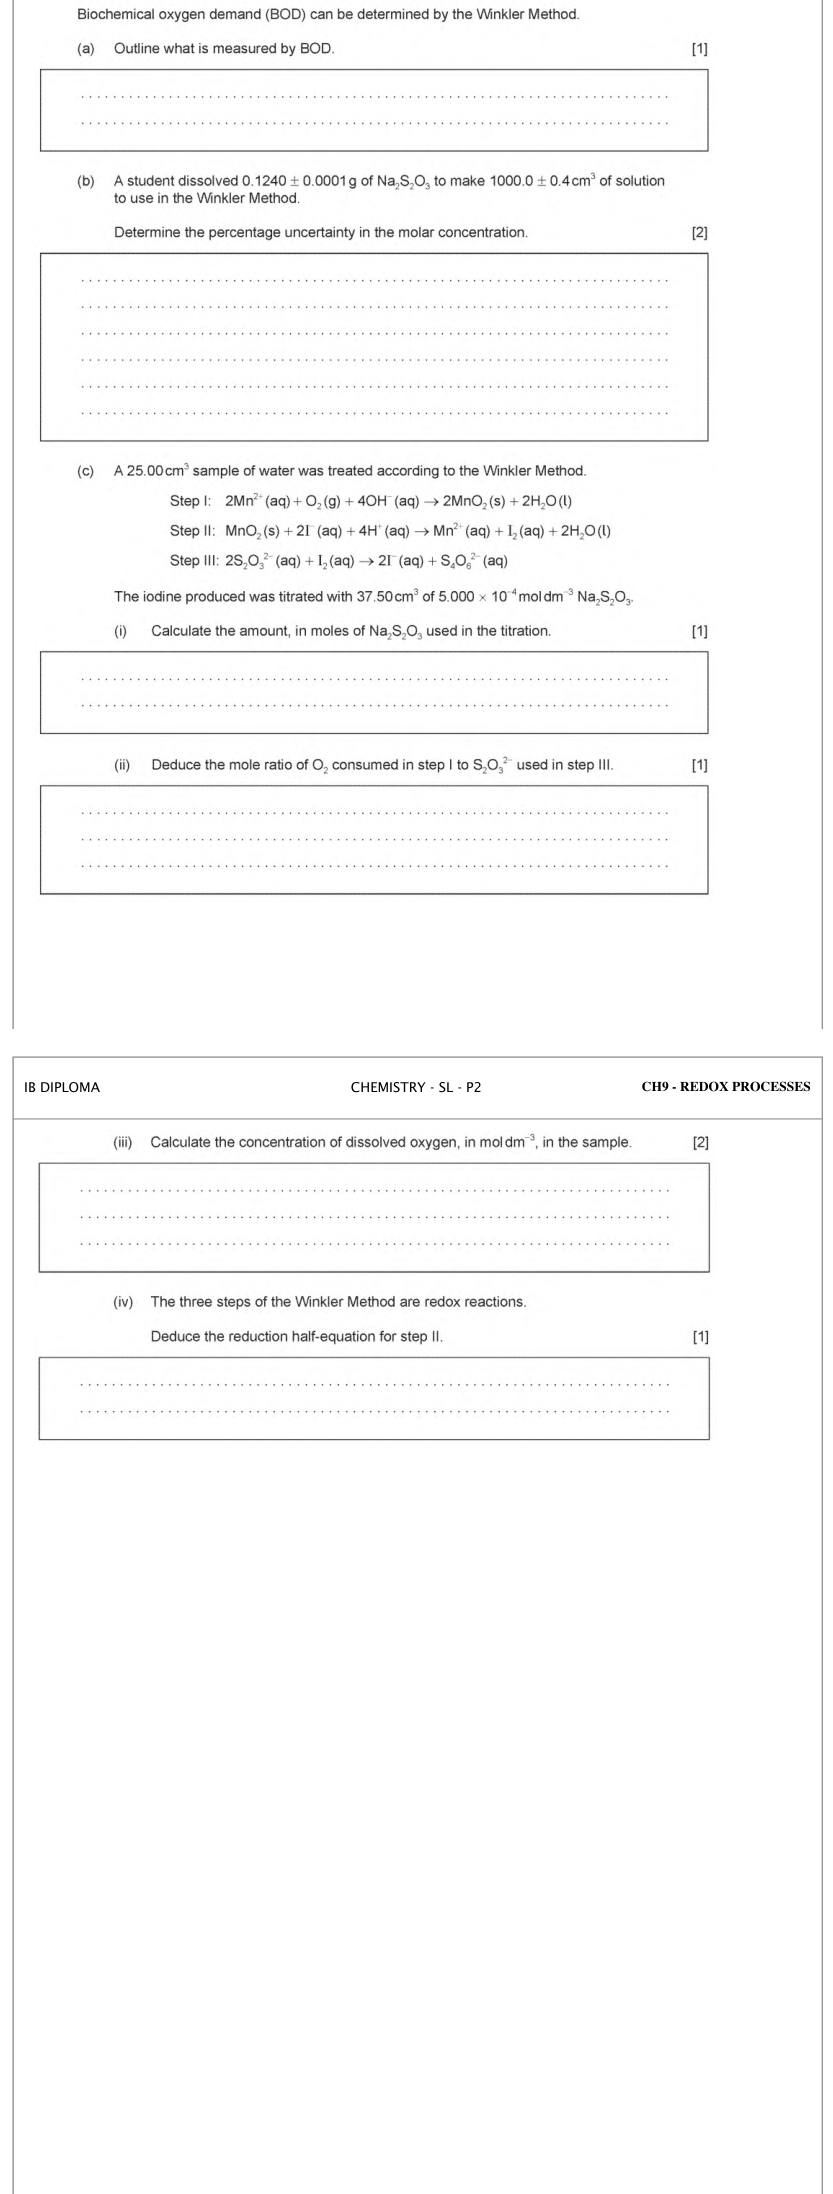 Biochemical oxygen demand (BOD) can be determined by the Winkler Method.
(a) Outline what is measured by BOD. [1]
(b) A student dissolved 0.1240 ± 0.0001 g of Na₂S₂O₃ to make 1000.0 ± 0.4 cm³ of solution
to use in the Winkler Method.
Determine the percentage uncertainty in the molar concentration. [2]
(c) A 25.00 cm³ sample of water was treated according to the Winkler Method.
Step I: 2Mn²⁺ (aq) + O₂ (g) + 4OH⁻ (aq) → 2MnO₂ (s) + 2H₂O (l)
Step II: MnO₂ (s) + 2I⁻ (aq) + 4H⁺ (aq) → Mn²⁺ (aq) + I₂ (aq) + 2H₂O (l)
Step III: 2S₂O₃²⁻ (aq) + I₂ (aq) → 2I⁻ (aq) + S₄O₆²⁻ (aq)
The iodine produced was titrated with 37.50 cm³ of 5.000 × 10⁻⁴ mol dm⁻³ Na₂S₂O₃.
(i) Calculate the amount, in moles of Na₂S₂O₃ used in the titration. [1]
(ii) Deduce the mole ratio of O₂ consumed in step I to S₂O₃²⁻ used in step III. [1]
IB DIPLOMA CHEMISTRY - SL - P2 CH9 - REDOX PROCESSES
(iii) Calculate the concentration of dissolved oxygen, in mol dm⁻³, in the sample. [2]
(iv) The three steps of the Winkler Method are redox reactions.
Deduce the reduction half-equation for step II. [1]